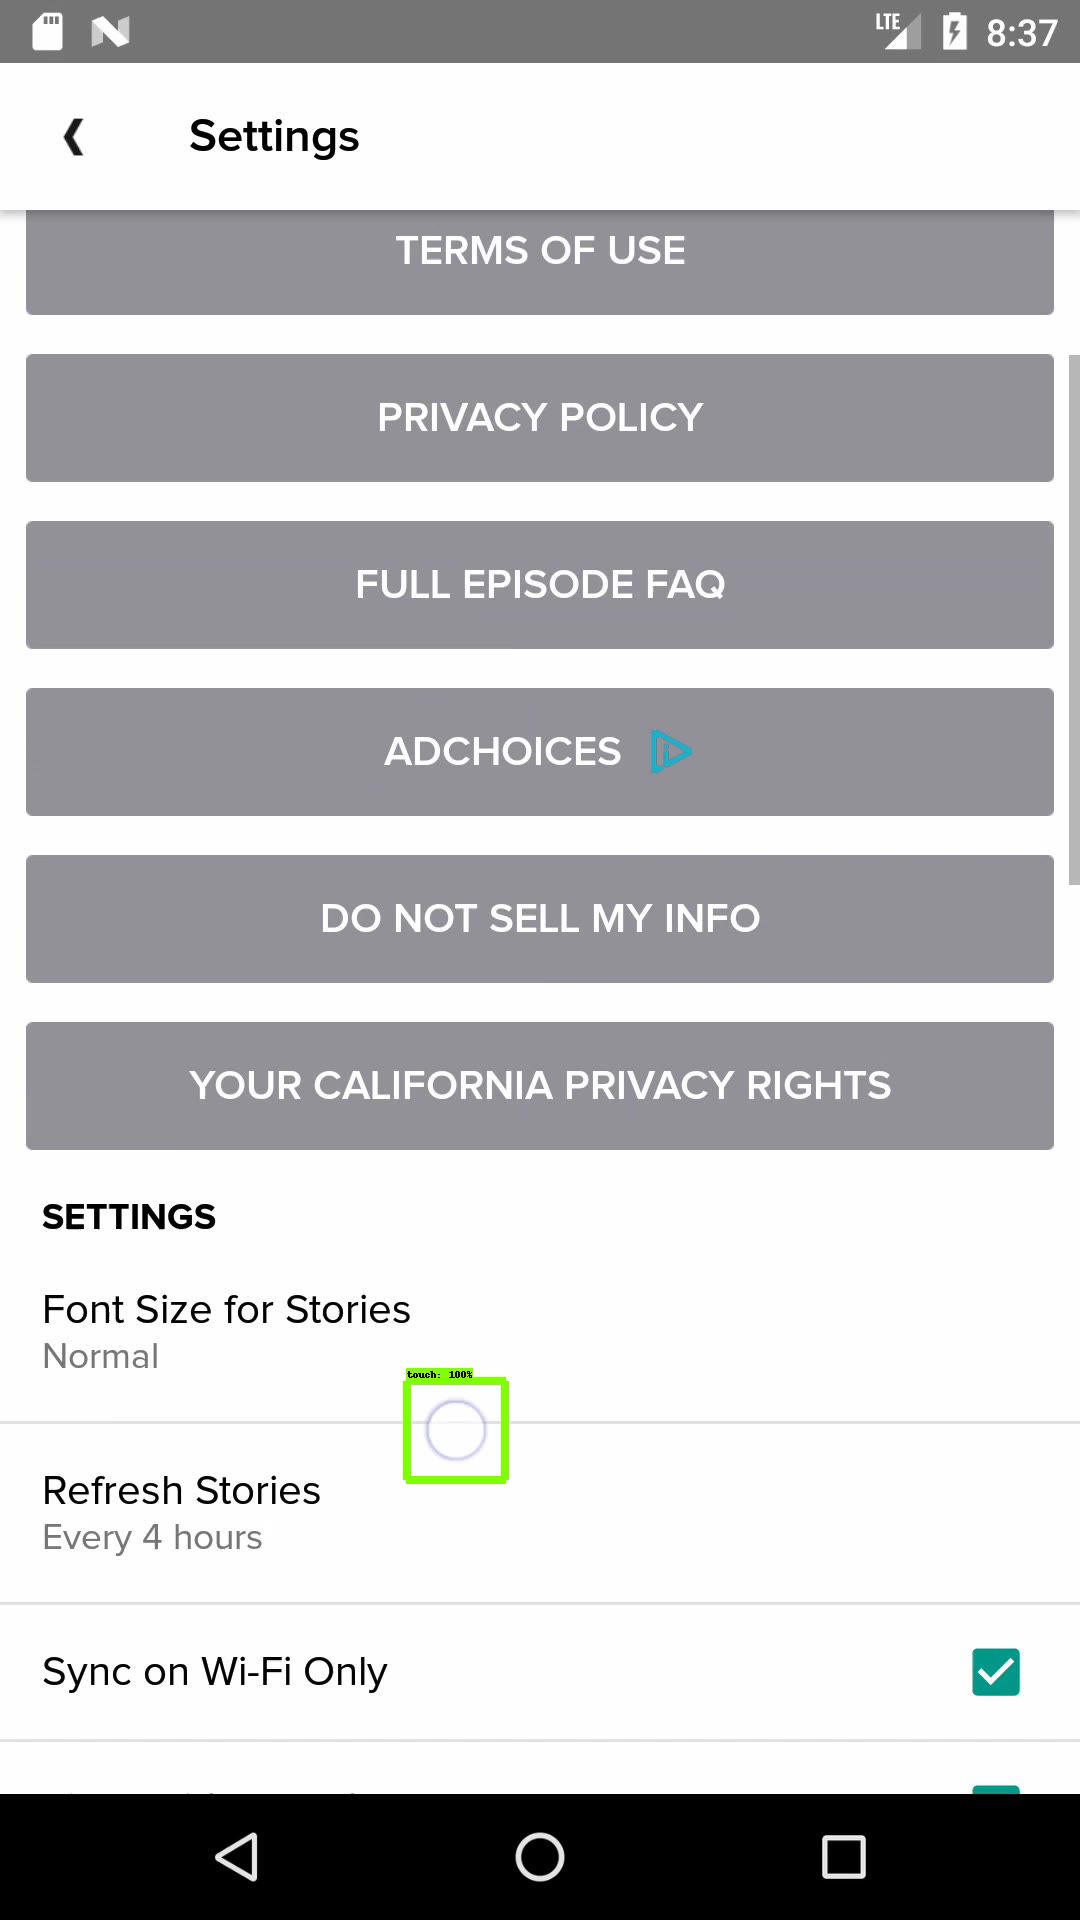 LTE 8:37
Settings
TERMS OF USE
PRIVACY POLICY
FULL EPISODE FAQ
ADCHOICES
DO NOT SELL MY INFO
YOUR CALIFORNIA PRIVACY RIGHTS
SETTINGS
Font Size for Stories
Normal
touch: 100%
Refresh Stories
Every 4 hours
Sync on Wi-Fi Only